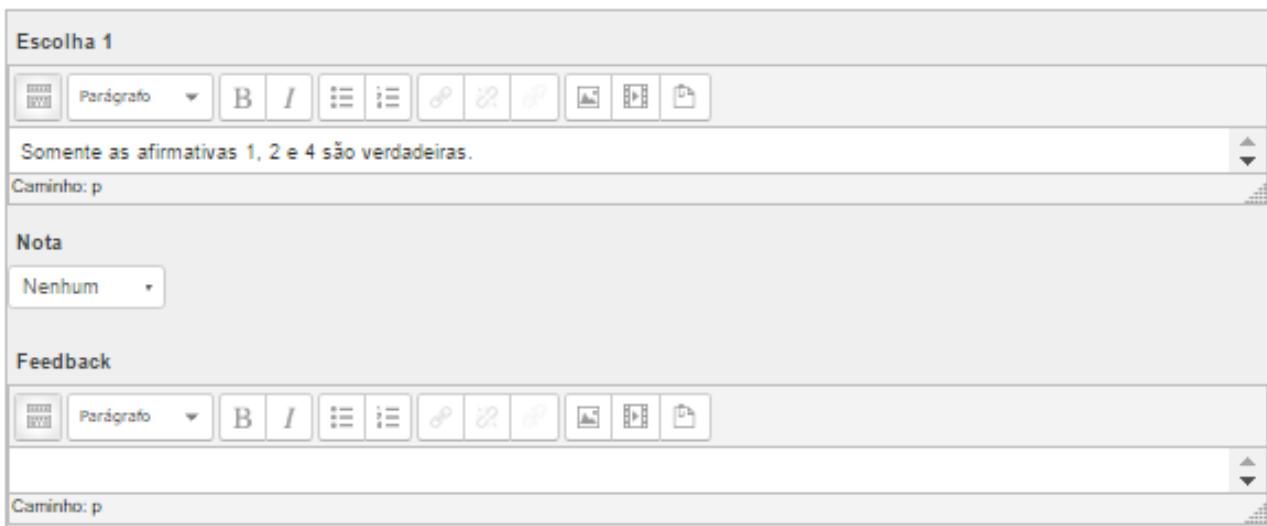 Escolha 1
Parágrafo B I
Somente as afirmativas 1, 2 e 4 são verdadeiras.
Caminho: p
Nota
Nenhum
Feedback
Parágrafo B I
Caminho: p